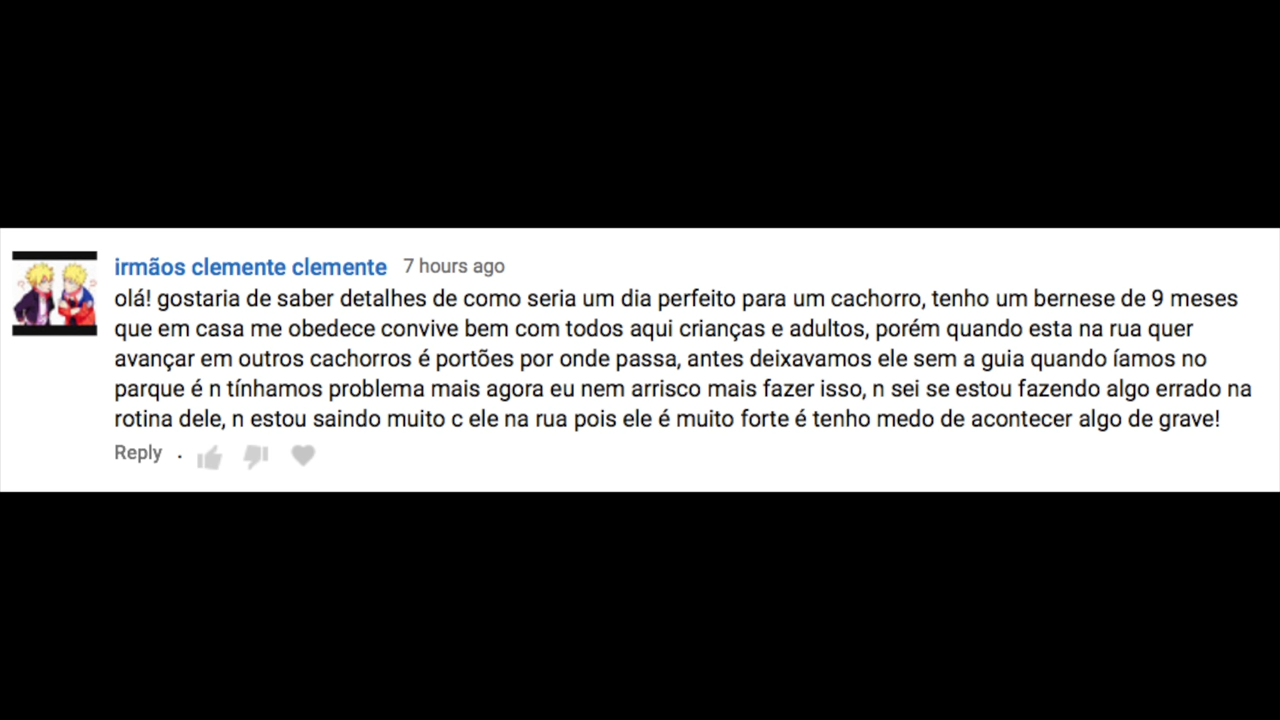 irmãos clemente clemente 7 hours ago
olá! gostaria de saber detalhes de como seria um dia perfeito para um cachorro, tenho um bernese de 9 meses
que em casa me obedece convive bem com todos aqui crianças e adultos, porém quando esta na rua quer
avançar em outros cachorros é portões por onde passa, antes deixavamos ele sem a guia quando íamos no
parque é n tínhamos problema mais agora eu nem arrisco mais fazer isso, n sei se estou fazendo algo errado na
rotina dele, n estou saindo muito c ele na rua pois ele é muito forte é tenho medo de acontecer algo de grave!
Reply .